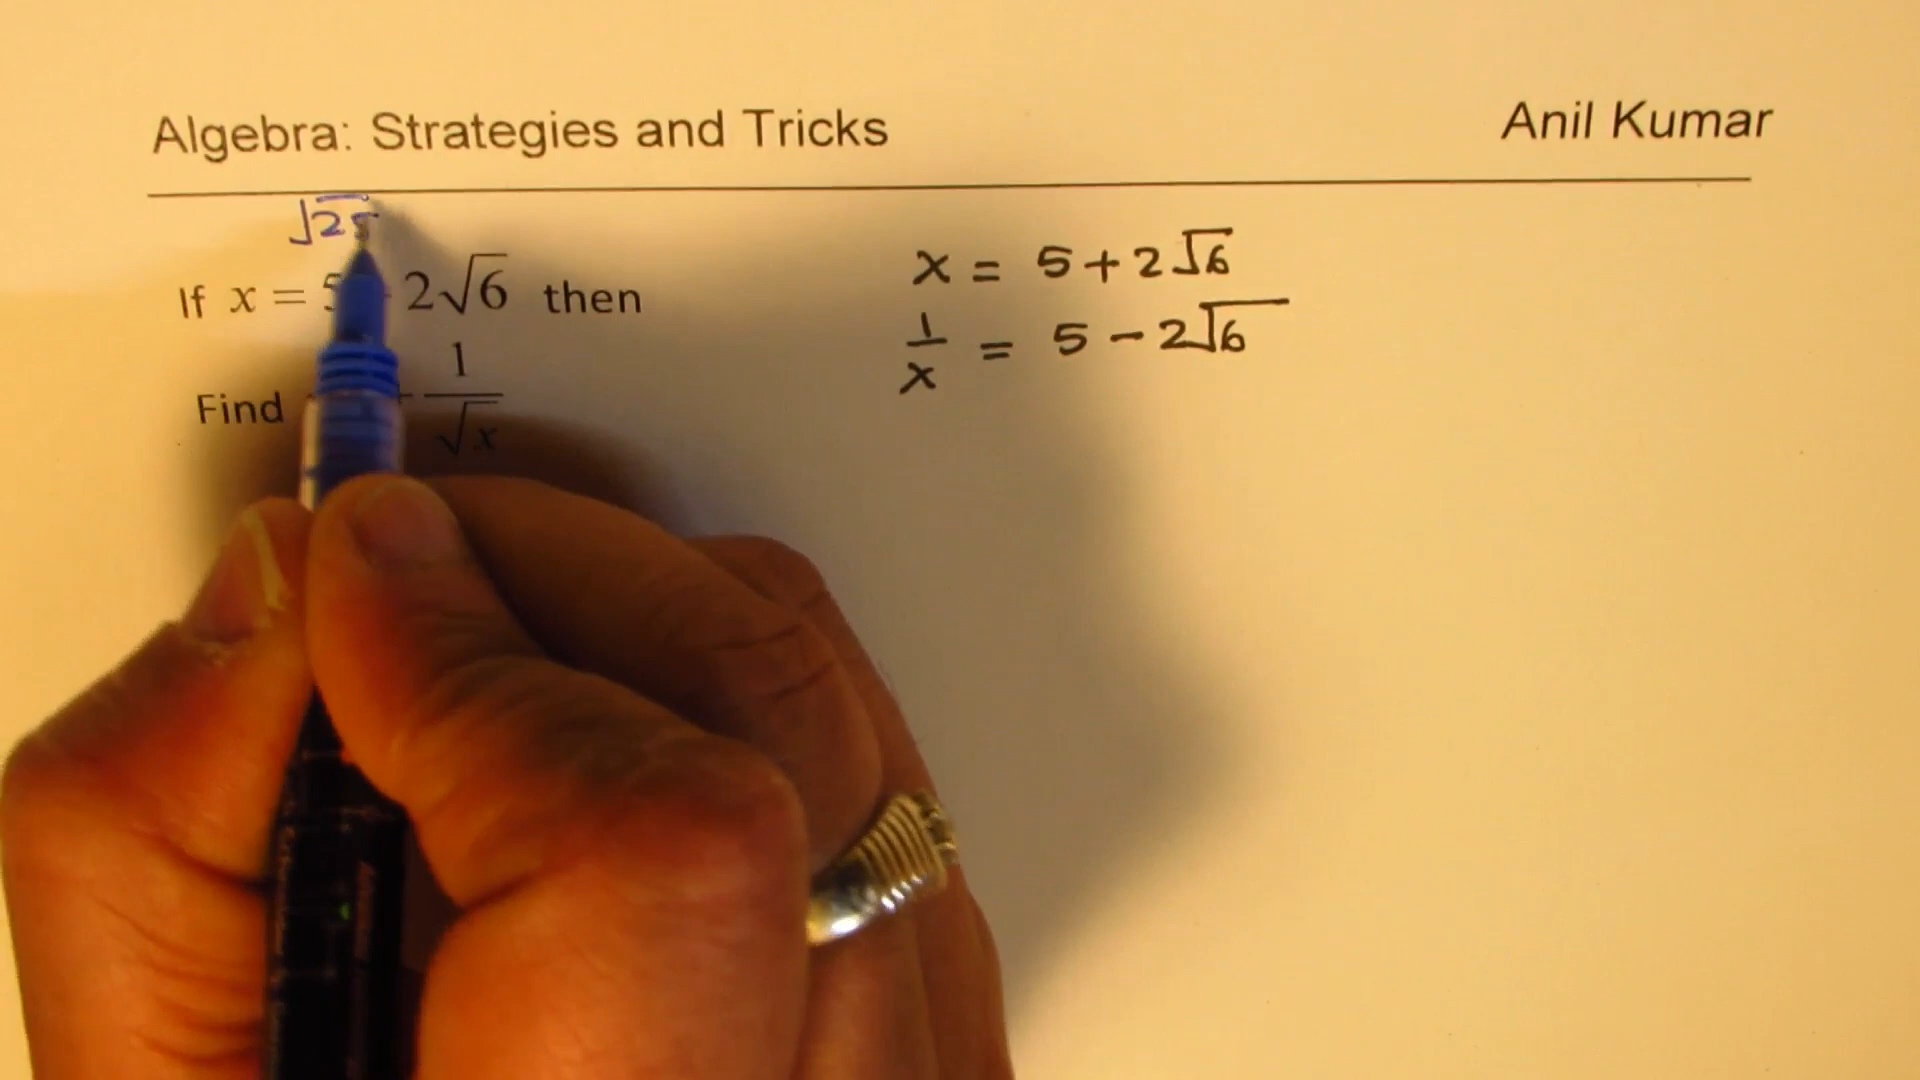 Algebra: Strategies and Tricks
Anil Kumar
√25
If x = 5 2√6 then
Find 1/√x
x = 5 + 2√6
1/x = 5 - 2√6